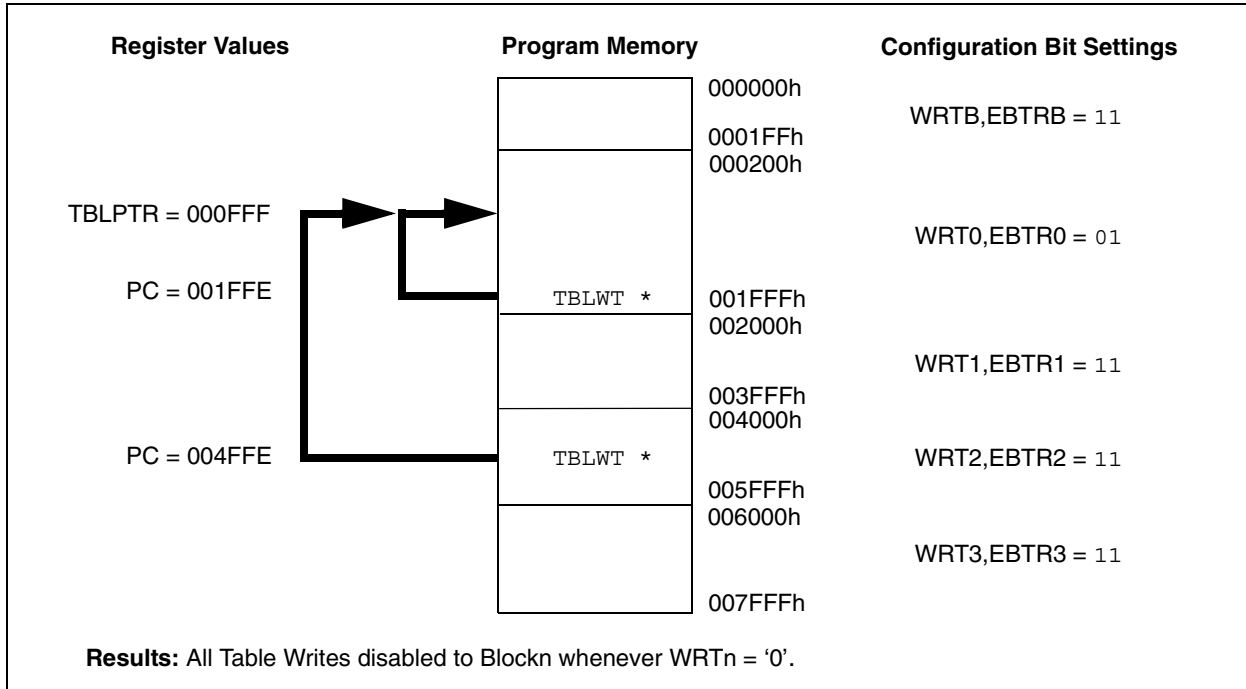 Register Values Program Memory Configuration Bit Settings
000000h
WRTB,EBTRB = 11
0001FFh
000200h
TBLPTR = 000FFF
WRT0,EBTR0 = 01
PC = 001FFE TBLWT * 001FFFh
002000h
WRT1,EBTR1 = 11
003FFFh
004000h
PC = 004FFE TBLWT * WRT2,EBTR2 = 11
005FFFh
006000h
WRT3,EBTR3 = 11
007FFFh
Results: All Table Writes disabled to Blockn whenever WRTn = ‘0’.